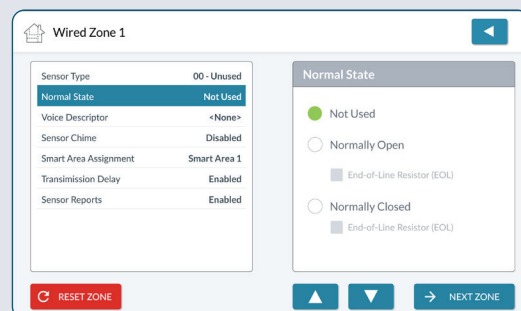 Wired Zone 1
Sensor Type 00 - Unused
Normal State Not Used
Voice Descriptor <None>
Sensor Chime Disabled
Smart Area Assignment Smart Area 1
Transimission Delay Enabled
Sensor Reports Enabled
Normal State
Not Used
Normally Open
End-of-Line Resistor (EOL)
Normally Closed
End-of-Line Resistor (EOL)
RESET ZONE
NEXT ZONE